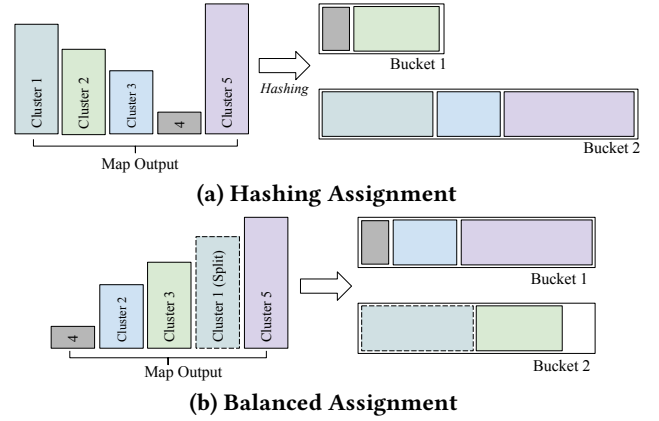 Cluster 1
Cluster 2
Cluster 3
4
Cluster 5
Map Output
Hashing
Bucket 1
Bucket 2
(a) Hashing Assignment
4
Cluster 2
Cluster 3
Cluster 1 (Split)
Cluster 5
Map Output
Bucket 1
Bucket 2
(b) Balanced Assignment